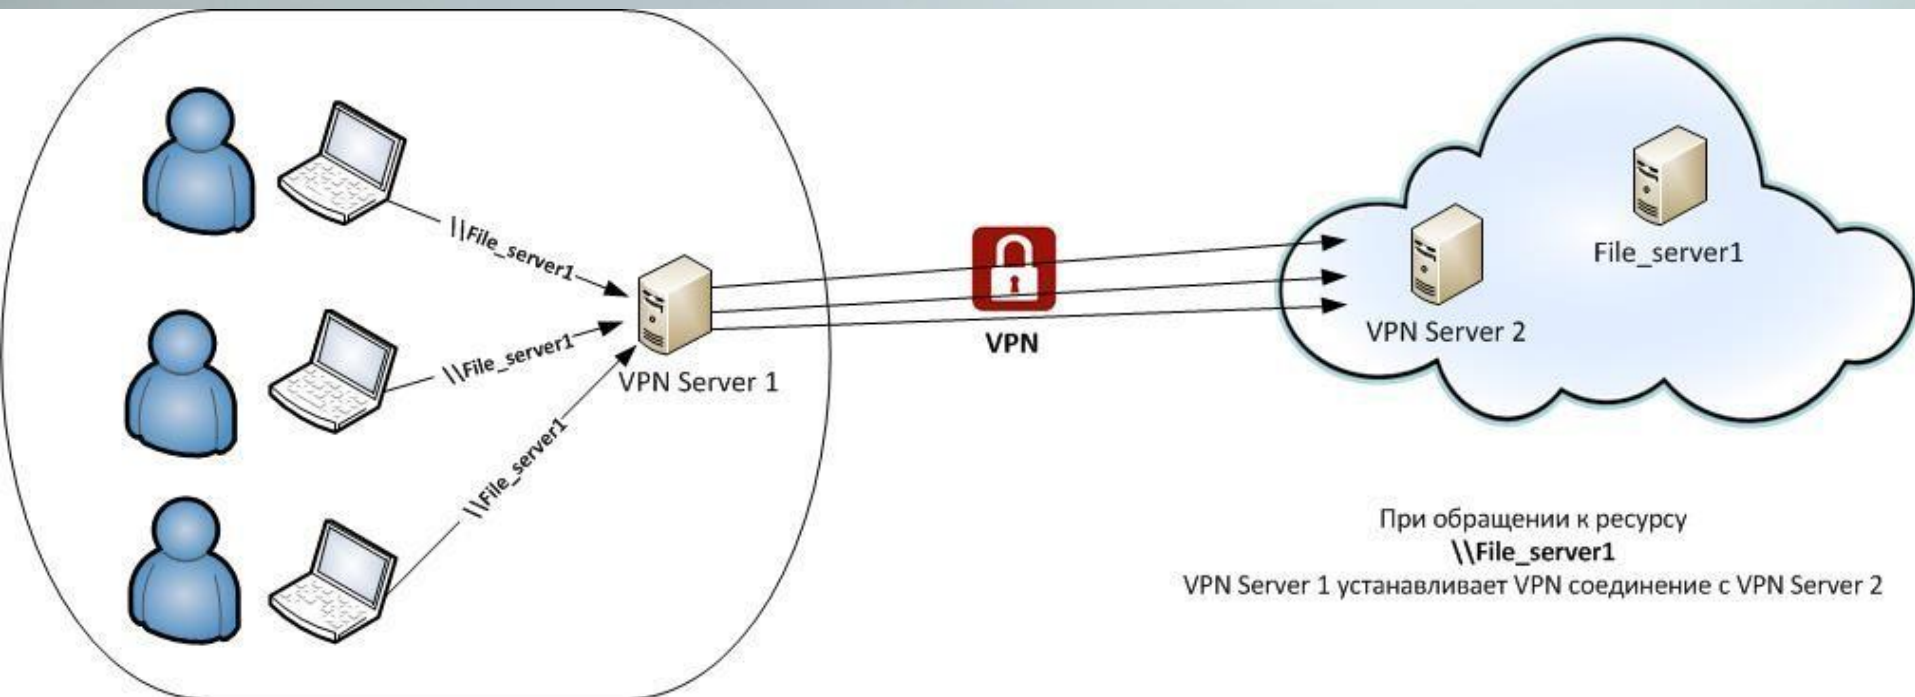 \\File_server1
\\File_server1
\\File_server1
VPN Server 1
VPN
VPN Server 2
File_server1
При обращении к ресурсу
\\File_server1
VPN Server 1 устанавливает VPN соединение с VPN Server 2